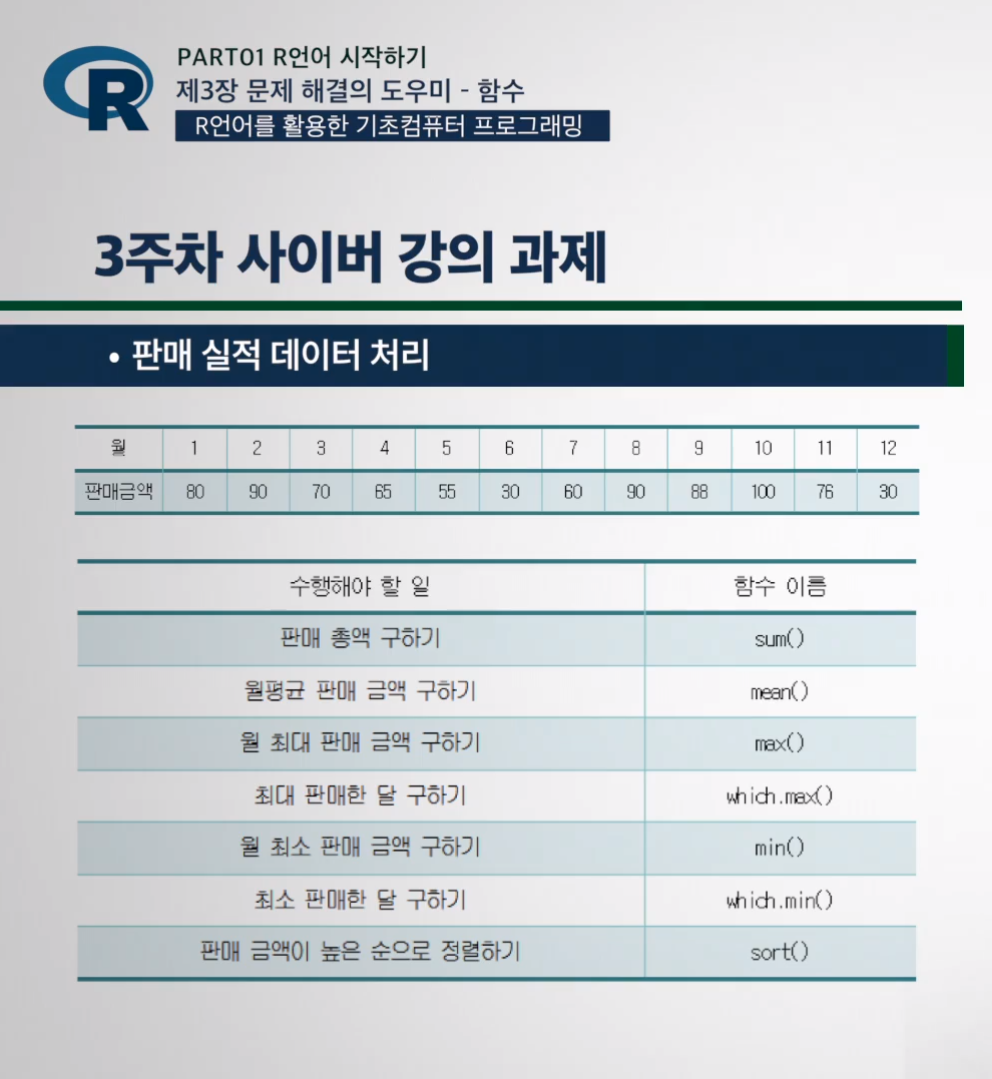 R
PART01 R언어 시작하기
제3장 문제 해결의 도우미 - 함수
R언어를 활용한 기초컴퓨터 프로그래밍
3주차 사이버 강의 과제
• 판매 실적 데이터 처리
월 1 2 3 4 5 6 7 8 9 10 11 12
판매금액 80 90 70 65 55 30 60 90 88 100 76 30
수행해야 할 일 함수 이름
판매 총액 구하기 sum()
월평균 판매 금액 구하기 mean()
월 최대 판매 금액 구하기 max()
최대 판매한 달 구하기 which.max()
월 최소 판매 금액 구하기 min()
최소 판매한 달 구하기 which.min()
판매 금액이 높은 순으로 정렬하기 sort()